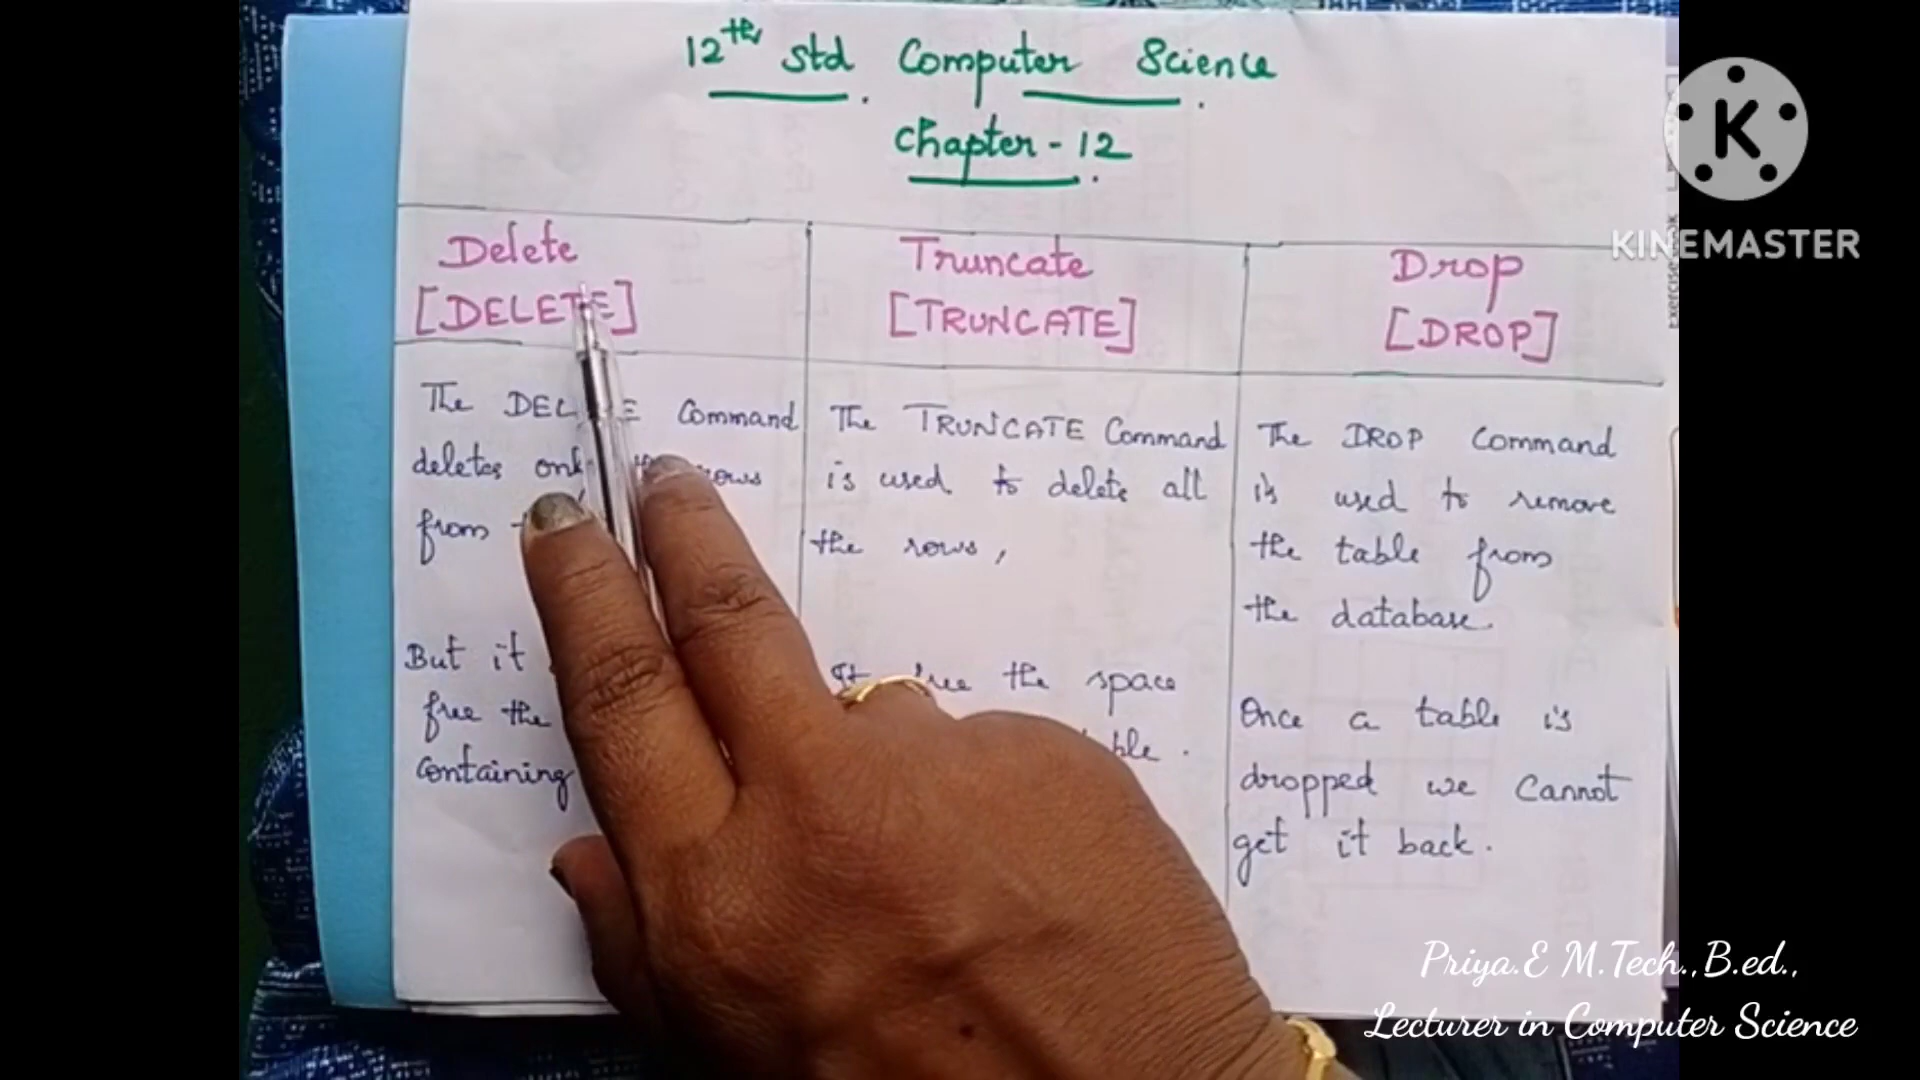 12th Std Computer Science
Chapter - 12
Delete
[DELETE]
The Command
deletes rows
from
But it
free the
containing
Truncate
[TRUNCATE]
The TRUNCATE Command
is used to delete all
the rows,
It the space
.
Drop
[DROP]
The DROP Command
is used to remove
the table from
the database.
Once a table is
dropped we cannot
get it back.
K
KINEMASTER
Priya.E M.Tech.,B.ed.,
Lecturer in Computer Science